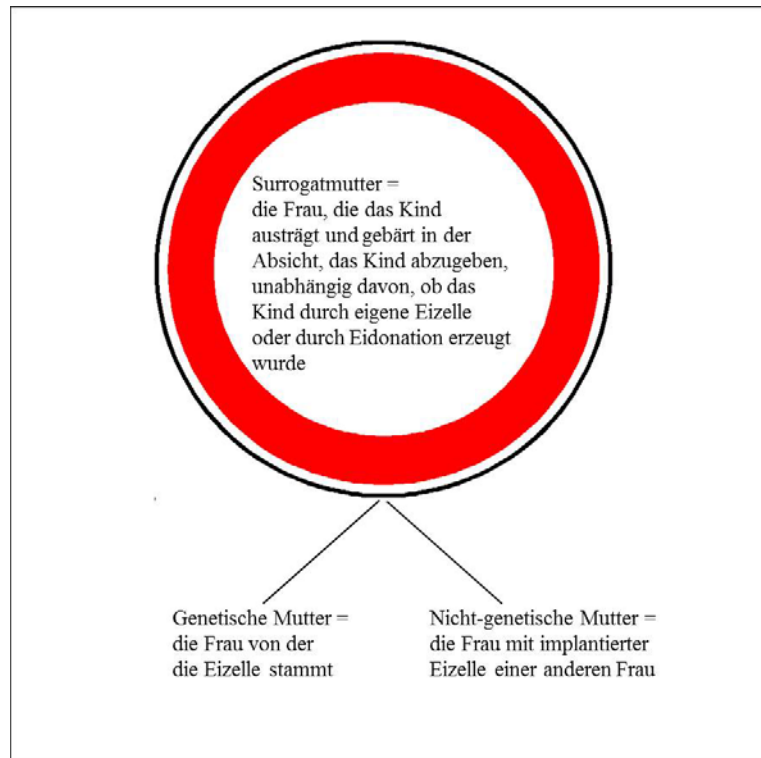 Surrogatmutter =
die Frau, die das Kind
austrägt und gebärt in der
Absicht, das Kind abzugeben,
unabhängig davon, ob das
Kind durch eigene Eizelle
oder durch Eidonation erzeugt
wurde
Genetische Mutter =
die Frau von der
die Eizelle stammt
Nicht-genetische Mutter =
die Frau mit implantierter
Eizelle einer anderen Frau